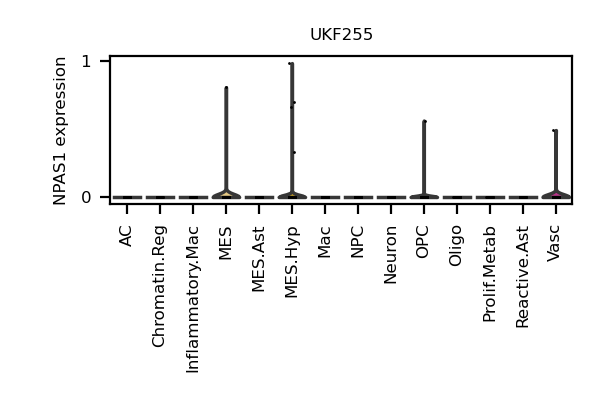 UKF255
NPAS1 expression
1
0
AC
Chromatin.Reg
Inflammatory.Mac
MES
MES.Ast
MES.Hyp
Mac
NPC
Neuron
OPC
Oligo
Prolif.Metab
Reactive.Ast
Vasc